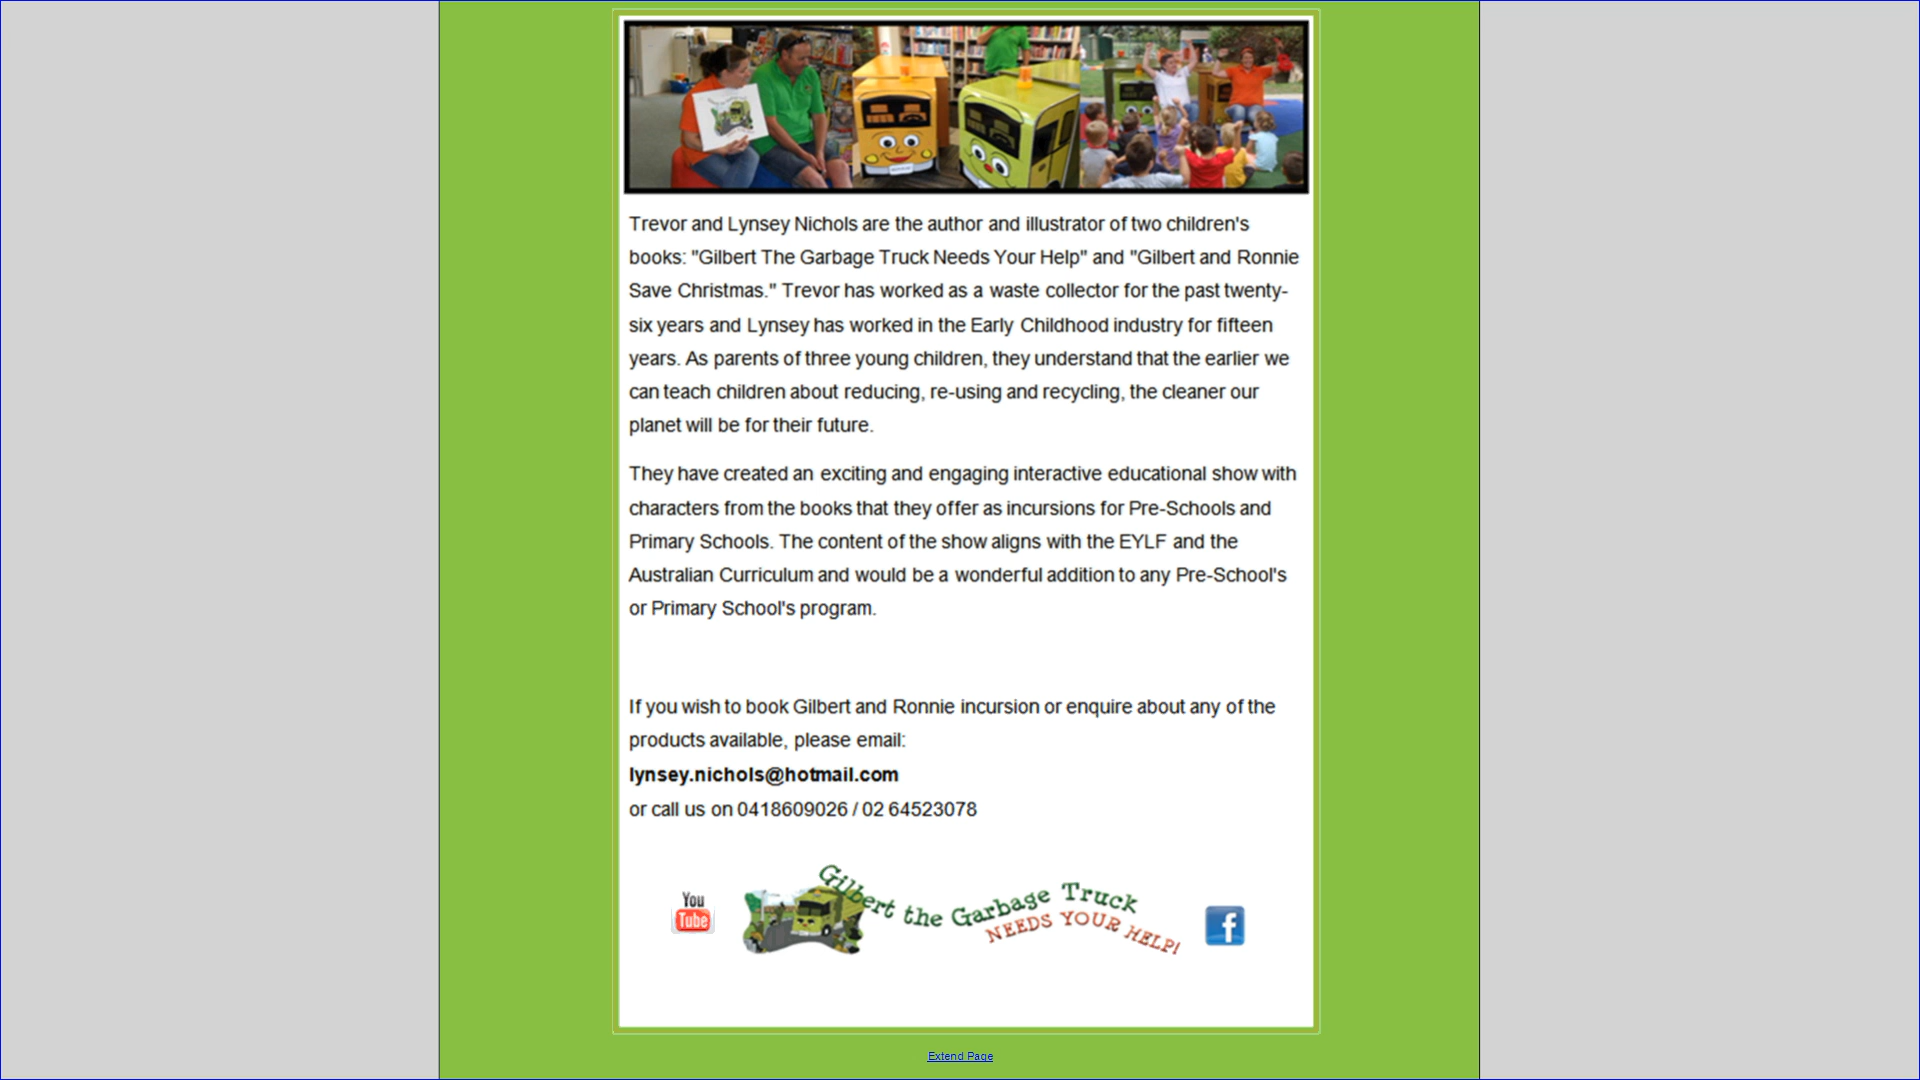 Trevor and Lynsey Nichols are the author and illustrator of two children's
books: "Gilbert The Garbage Truck Needs Your Help" and "Gilbert and Ronnie
Save Christmas." Trevor has worked as a waste collector for the past twenty-
six years and Lynsey has worked in the Early Childhood industry for fifteen
years. As parents of three young children, they understand that the earlier we
can teach children about reducing, re-using and recycling, the cleaner our
planet will be for their future.
They have created an exciting and engaging interactive educational show with
characters from the books that they offer as incursions for Pre-Schools and
Primary Schools. The content of the show aligns with the EYLF and the
Australian Curriculum and would be a wonderful addition to any Pre-School's
or Primary School's program.
If you wish to book Gilbert and Ronnie incursion or enquire about any of the
products available, please email:
lynsey.nichols@hotmail.com
or call us on 0418609026 / 02 64523078
You
Tube
Gilbert the Garbage Truck
NEEDS YOUR HELP!
f
Extend Page